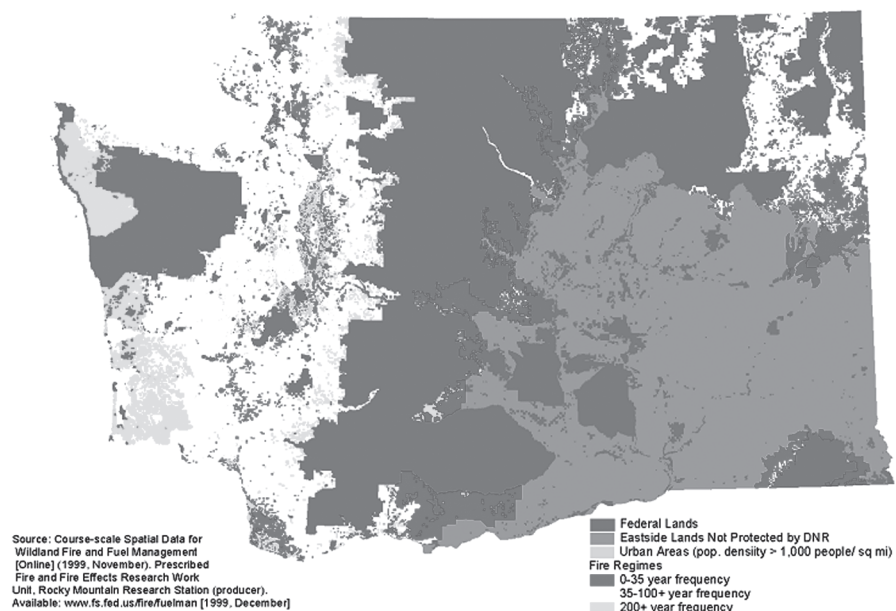 Source: Course-scale Spatial Data for
Wildland Fire and Fuel Management
[Online] (1999, November). Prescribed
Fire and Fire Effects Research Work
Unit, Rocky Mountain Research Station (producer).
Available: www.fs.fed.us/fire/fuelman [1999, December]
Federal Lands
Eastside Lands Not Protected by DNR
Urban Areas (pop. densiity > 1,000 people/ sq mi)
Fire Regimes
0-35 year frequency
35-100+ year frequency
200+ year frequency